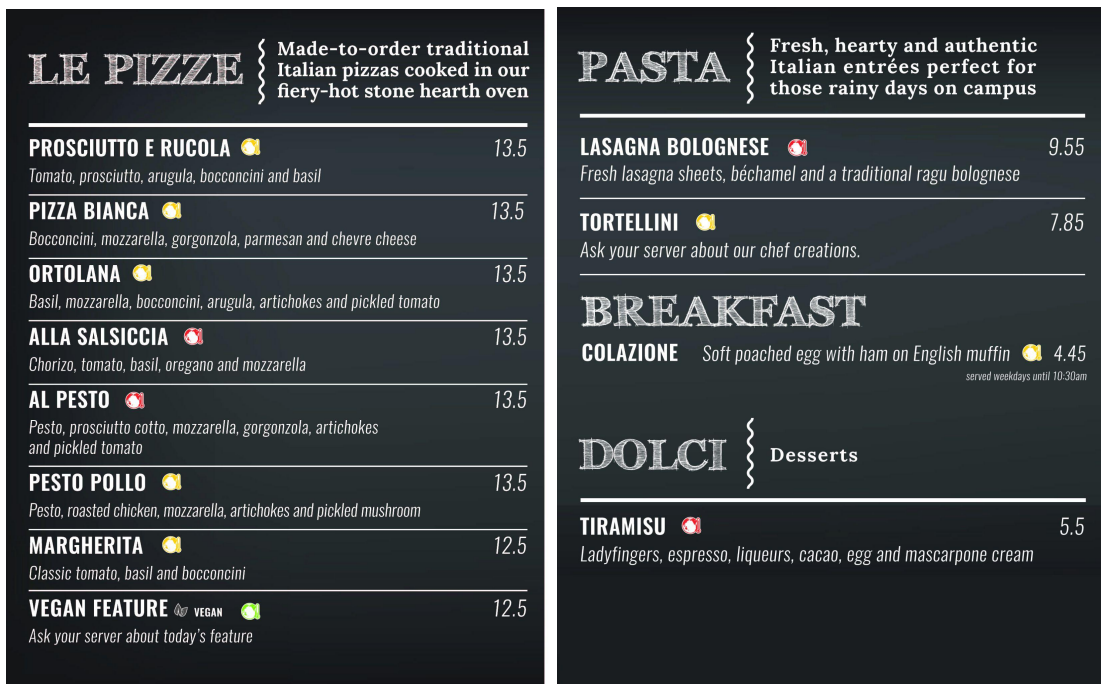 LE PIZZE
Made-to-order traditional
Italian pizzas cooked in our
fiery-hot stone hearth oven
PROSCIUTTO E RUCOLA 13.5
Tomato, prosciutto, arugula, bocconcini and basil
PIZZA BIANCA 13.5
Bocconcini, mozzarella, gorgonzola, parmesan and chevre cheese
ORTOLANA 13.5
Basil, mozzarella, bocconcini, arugula, artichokes and pickled tomato
ALLA SALSICCIA 13.5
Chorizo, tomato, basil, oregano and mozzarella
AL PESTO 13.5
Pesto, prosciutto cotto, mozzarella, gorgonzola, artichokes
and pickled tomato
PESTO POLLO 13.5
Pesto, roasted chicken, mozzarella, artichokes and pickled mushroom
MARGHERITA 12.5
Classic tomato, basil and bocconcini
VEGAN FEATURE VEGAN 12.5
Ask your server about today's feature
PASTA
Fresh, hearty and authentic
Italian entrées perfect for
those rainy days on campus
LASAGNA BOLOGNESE 9.55
Fresh lasagna sheets, béchamel and a traditional ragu bolognese
TORTELLINI 7.85
Ask your server about our chef creations.
BREAKFAST
COLAZIONE Soft poached egg with ham on English muffin 4.45
served weekdays until 10:30am
DOLCI
Desserts
TIRAMISU 5.5
Ladyfingers, espresso, liqueurs, cacao, egg and mascarpone cream